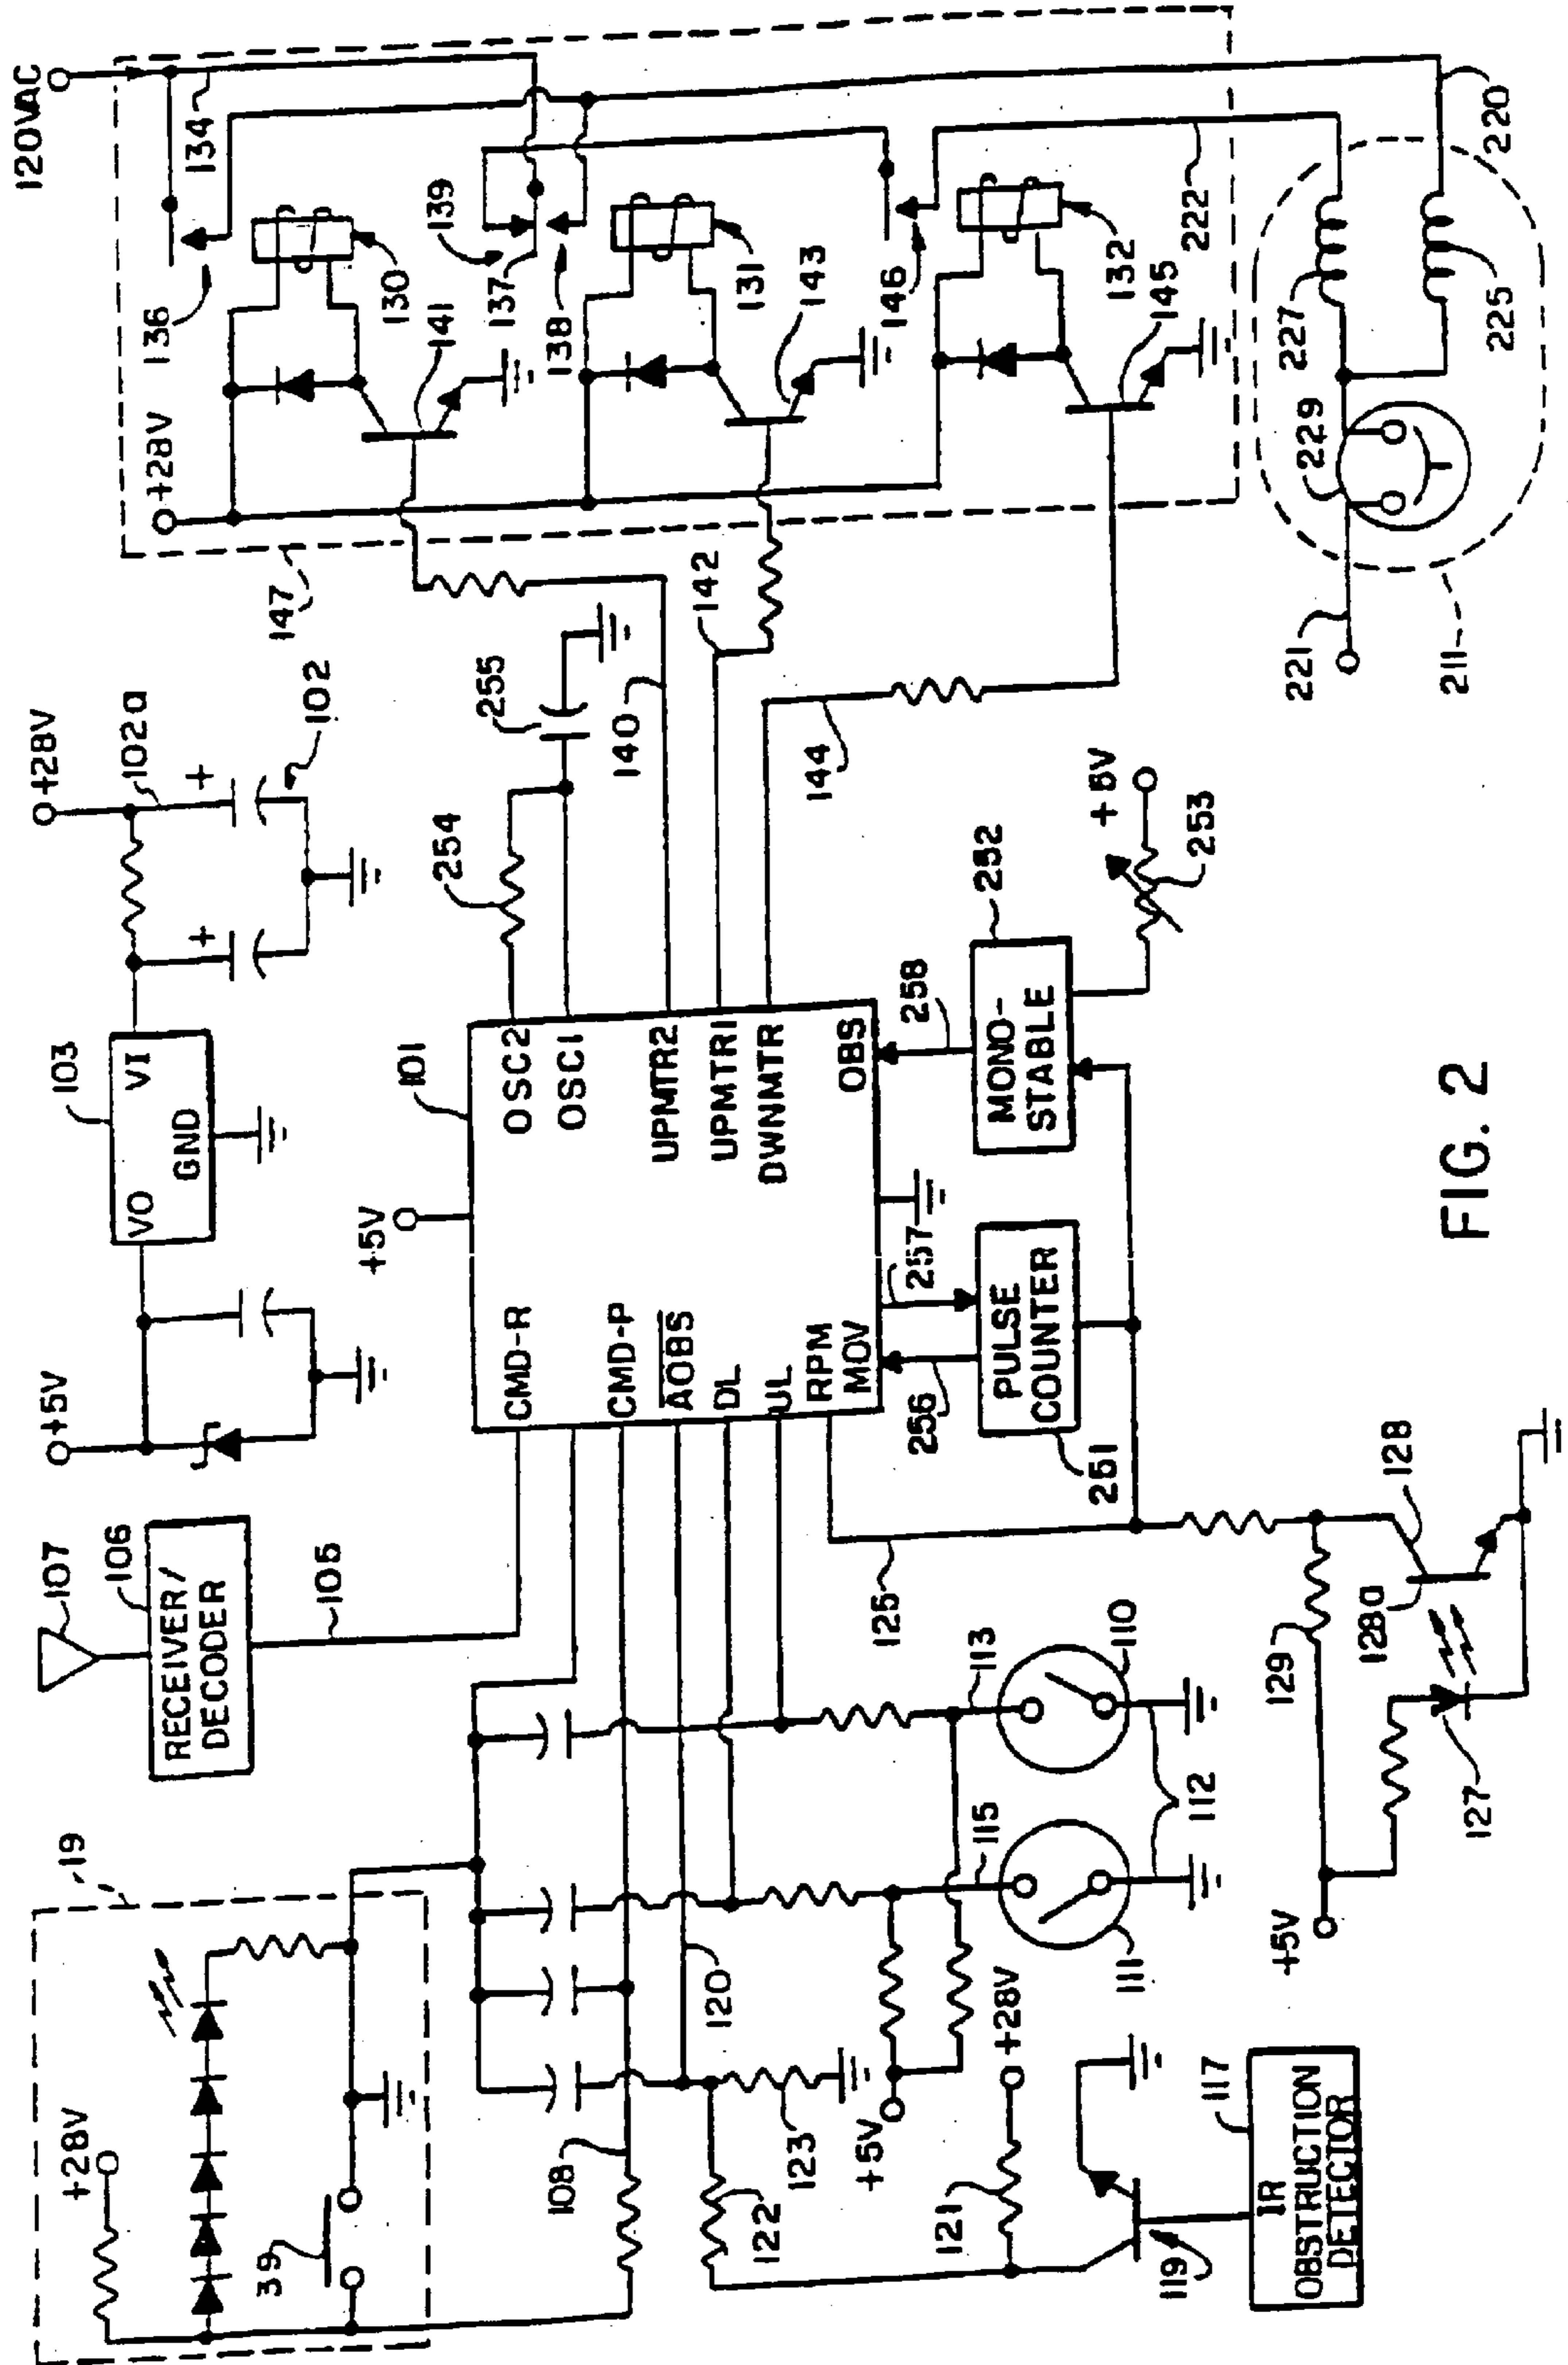 19
+28V
39
107
106
RECEIVER/
DECODER
105
+5V
103
VO
VI
GND
+28V
102a
+
+
102
120VAC
134
136
130
141
+28V
147
139
137
138
131
143
146
132
145
222
220
227
225
229
221
211
+5V
101
CMD-R
CMD-P
AOBS
DL
UL
RPM
MOV
OSC2
OSC1
UPMTR2
UPMTR1
DWNMTR
OBS
254
255
140
142
144
108
120
122
123
+5V
121
+28V
119
117
IR
OBSTRUCTION
DETECTOR
115
113
111
110
112
125
256
257
PULSE
COUNTER
251
258
252
MONO-
STABLE
+5V
253
129
+5V
127
128a
128
FIG. 2